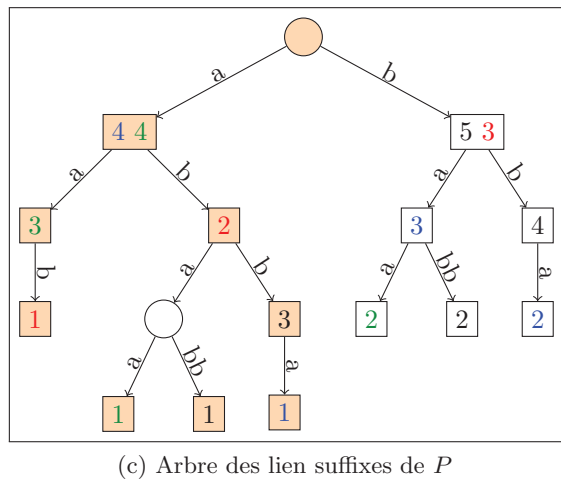 a b
4 4 5 3
a b a b
3 2 3 4
b a b a bb a
1 3 2 2 2
a bb a
1 1 1
(c) Arbre des lien suffixes de P